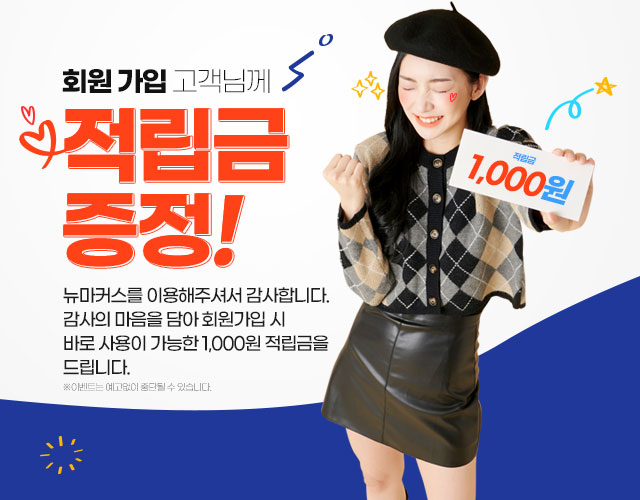 회원 가입 고객님께
적립금
증정!
뉴마커스를 이용해주셔서 감사합니다.
감사의 마음을 담아 회원가입 시
바로 사용이 가능한 1,000원 적립금을
드립니다.
※이벤트는 예고없이 중단될 수 있습니다.
적립금
1,000원